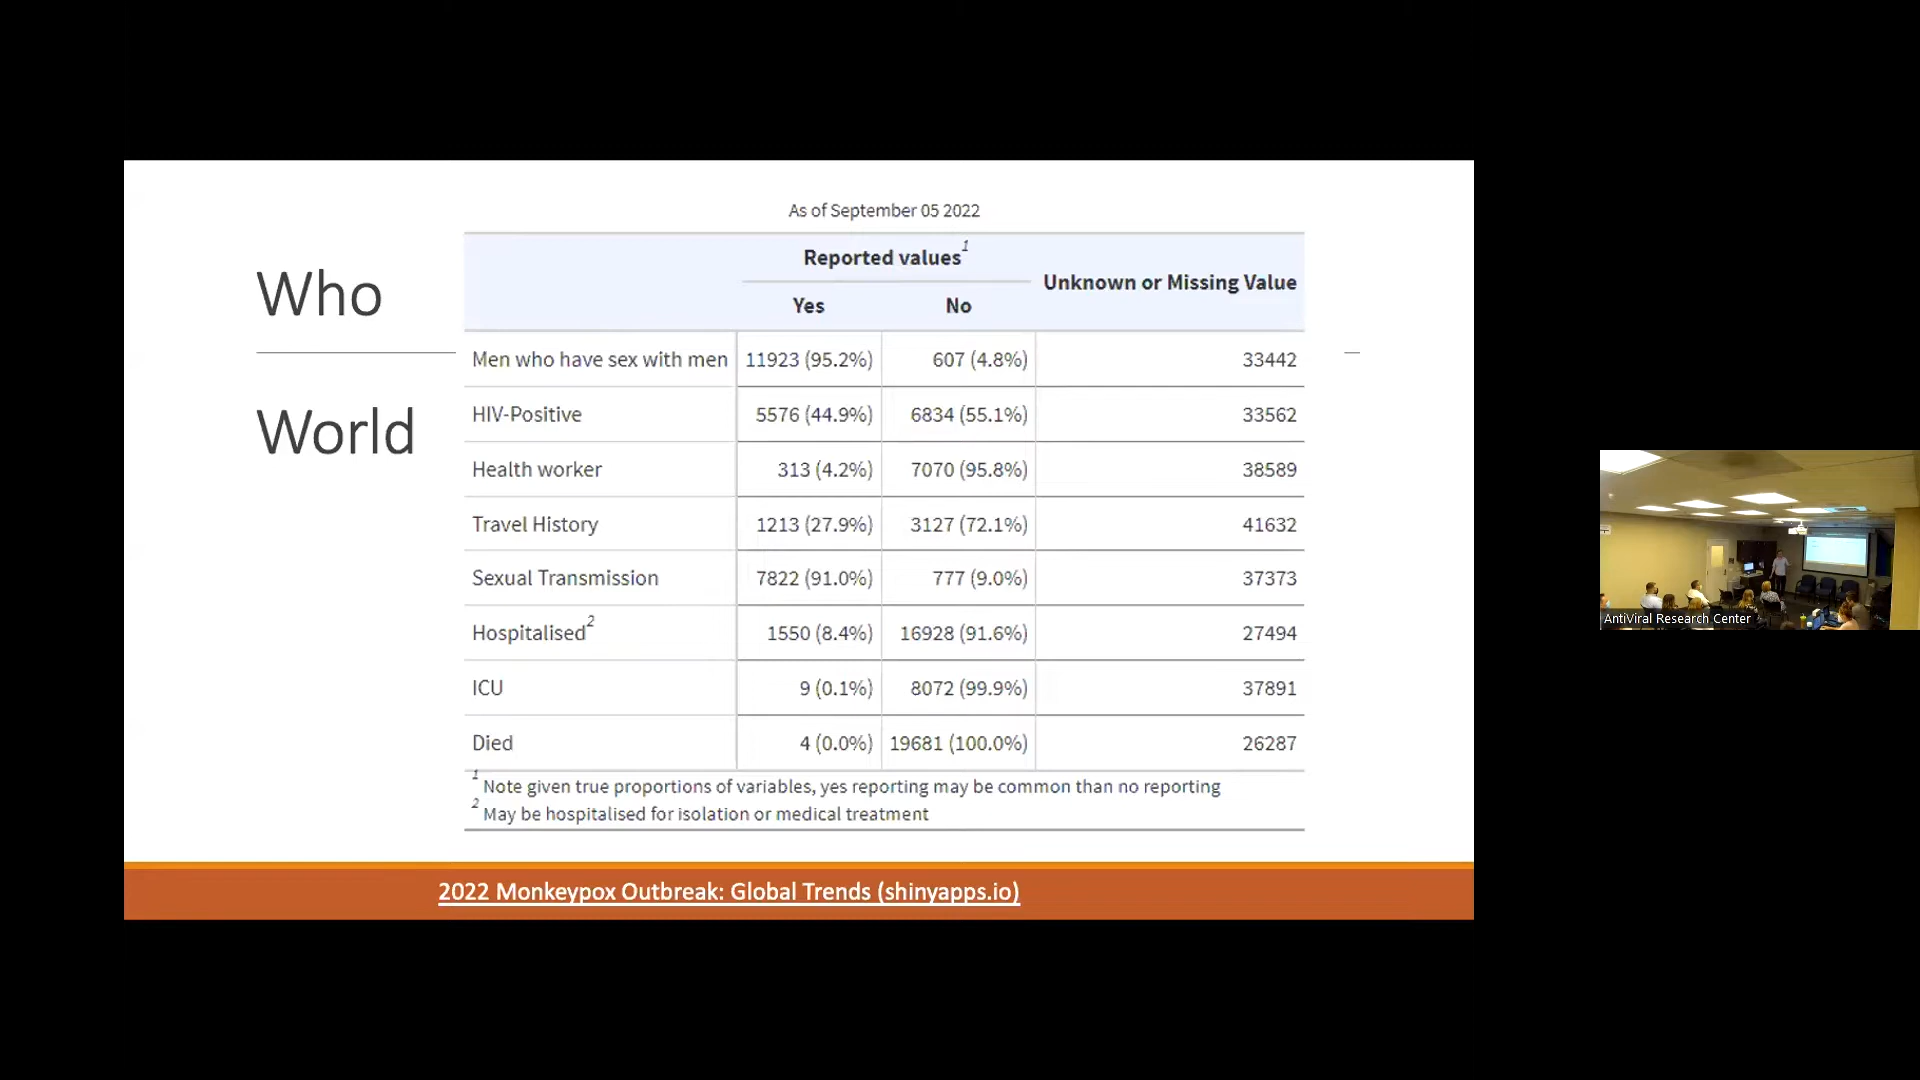 As of September 05 2022
Who
World
Reported values1
Unknown or Missing Value
Yes No
Men who have sex with men 11923 (95.2%) 607 (4.8%) 33442
HIV-Positive 5576 (44.9%) 6834 (55.1%) 33562
Health worker 313 (4.2%) 7070 (95.8%) 38589
Travel History 1213 (27.9%) 3127 (72.1%) 41632
Sexual Transmission 7822 (91.0%) 777 (9.0%) 37373
Hospitalised2 1550 (8.4%) 16928 (91.6%) 27494
ICU 9 (0.1%) 8072 (99.9%) 37891
Died 4 (0.0%) 19681 (100.0%) 26287
1 Note given true proportions of variables, yes reporting may be common than no reporting
2 May be hospitalised for isolation or medical treatment
2022 Monkeypox Outbreak: Global Trends (shinyapps.io)
AntiViral Research Center